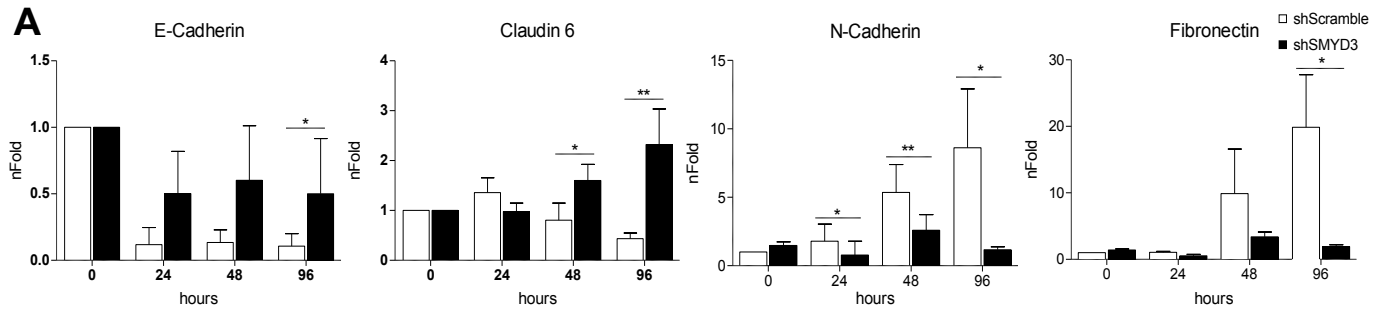 A
E-Cadherin
1.5
1.0
0.5
0.0
nFold
*
0 24 48 96
hours
Claudin 6
4
3
2
1
0
nFold
*
**
0 24 48 96
hours
N-Cadherin
15
10
5
0
nFold
*
**
*
0 24 48 96
hours
Fibronectin
shScramble
shSMYD3
30
20
10
0
nFold
*
0 24 48 96
hours